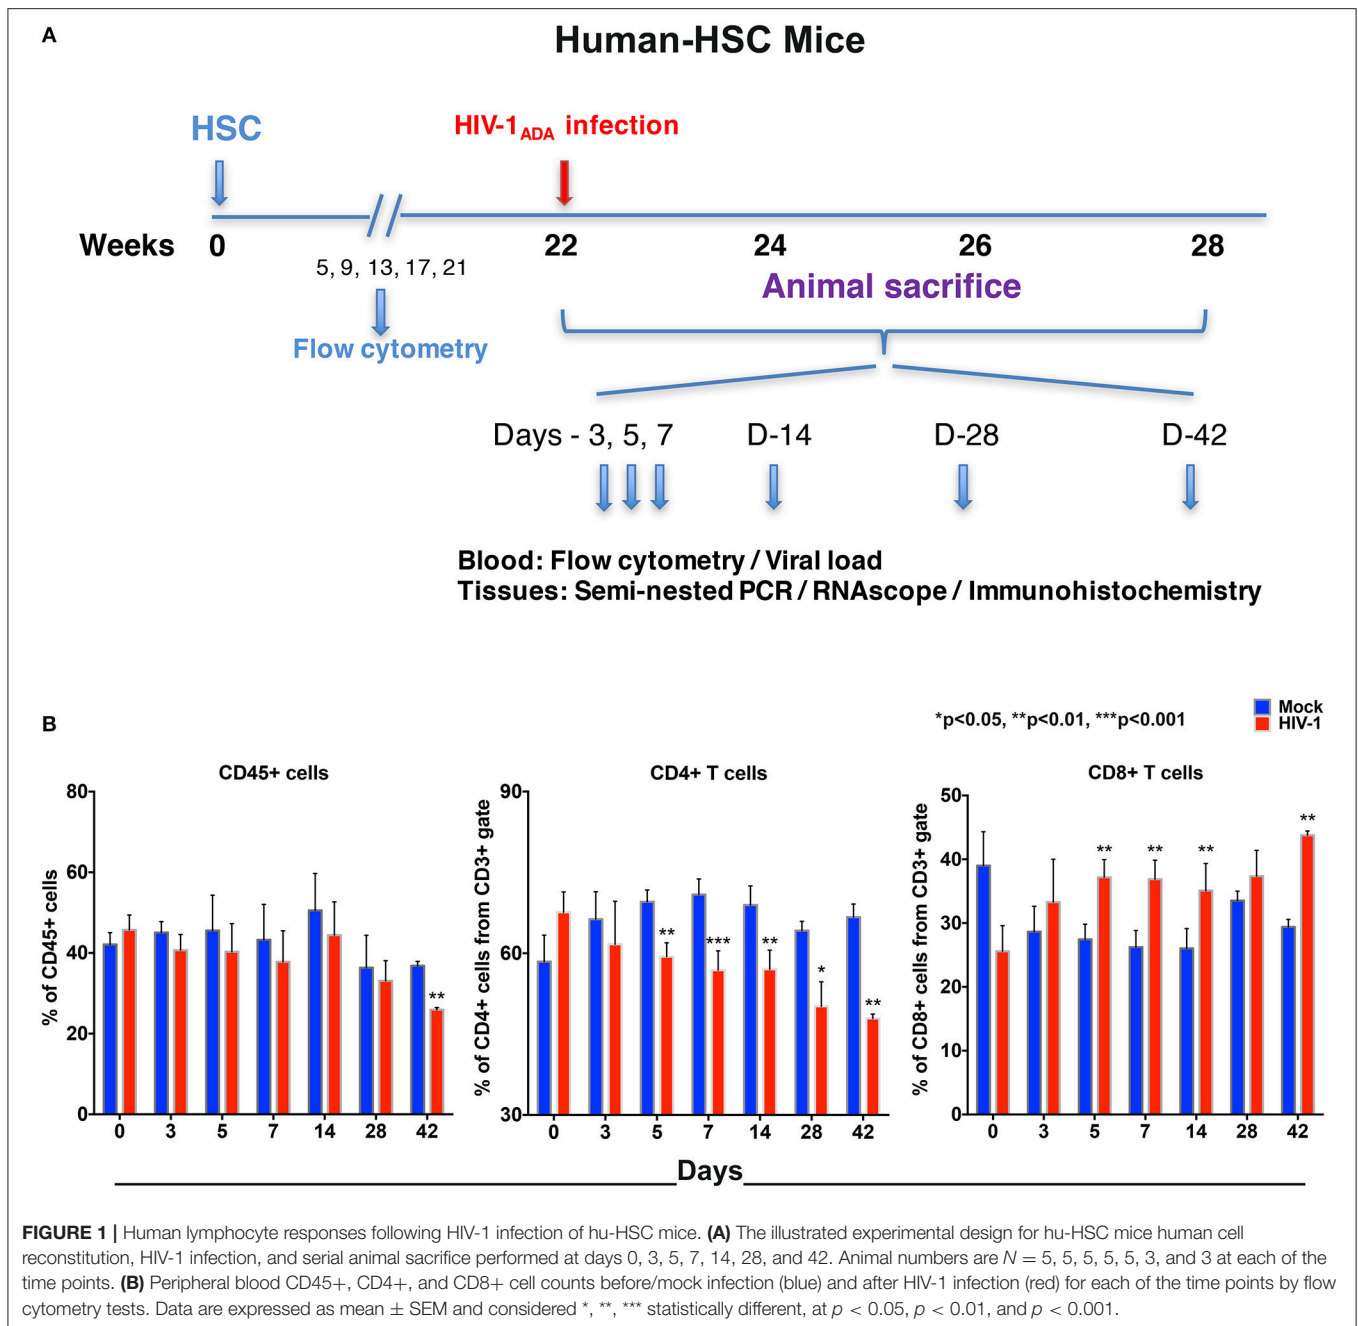 A
Human-HSC Mice
HSC
HIV-1ADA infection
Weeks 0 22 24 26 28
5, 9, 13, 17, 21
Animal sacrifice
Flow cytometry
Days - 3, 5, 7 D-14 D-28 D-42
Blood: Flow cytometry / Viral load
Tissues: Semi-nested PCR / RNAscope / Immunohistochemistry
B
*p<0.05, **p<0.01, ***p<0.001
Mock
HIV-1
CD45+ cells
% of CD45+ cells
80
60
40
20
0
**
0 3 5 7 14 28 42
CD4+ T cells
% of CD4+ cells from CD3+ gate
90
60
30
** *** ** * **
0 3 5 7 14 28 42
CD8+ T cells
% of CD8+ cells from CD3+ gate
50
40
30
20
10
0
** ** ** **
0 3 5 7 14 28 42
Days
FIGURE 1 | Human lymphocyte responses following HIV-1 infection of hu-HSC mice. (A) The illustrated experimental design for hu-HSC mice human cell
reconstitution, HIV-1 infection, and serial animal sacrifice performed at days 0, 3, 5, 7, 14, 28, and 42. Animal numbers are N = 5, 5, 5, 5, 5, 3, and 3 at each of the
time points. (B) Peripheral blood CD45+, CD4+, and CD8+ cell counts before/mock infection (blue) and after HIV-1 infection (red) for each of the time points by flow
cytometry tests. Data are expressed as mean ± SEM and considered *, **, *** statistically different, at p < 0.05, p < 0.01, and p < 0.001.